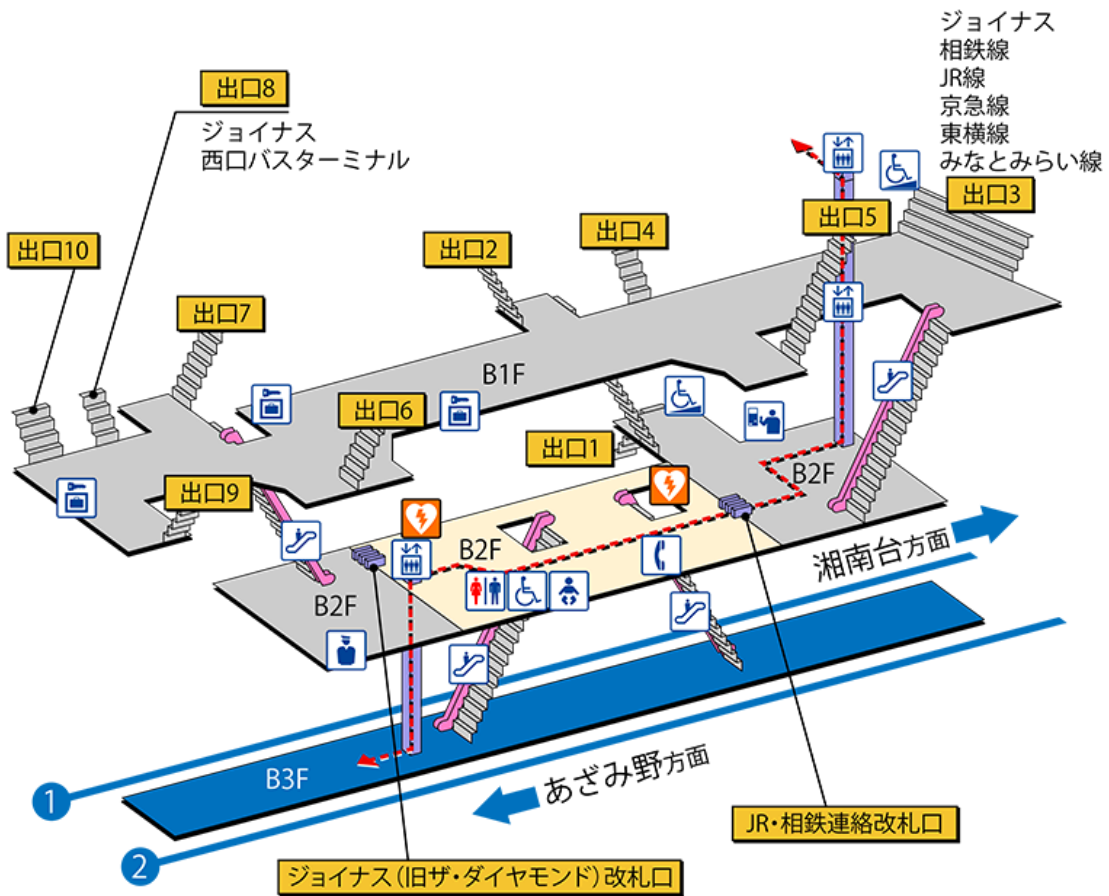 ジョイナス
相鉄線
JR線
京急線
東横線
みなとみらい線
出口3
出口8
ジョイナス
西口バスターミナル
出口10
出口7
出口2
出口4
出口5
B1F
出口6
出口9
出口1
B2F
B2F
B2F
湘南台方面
B3F
あざみ野方面
1
2
JR・相鉄連絡改札口
ジョイナス(旧ザ・ダイヤモンド)改札口